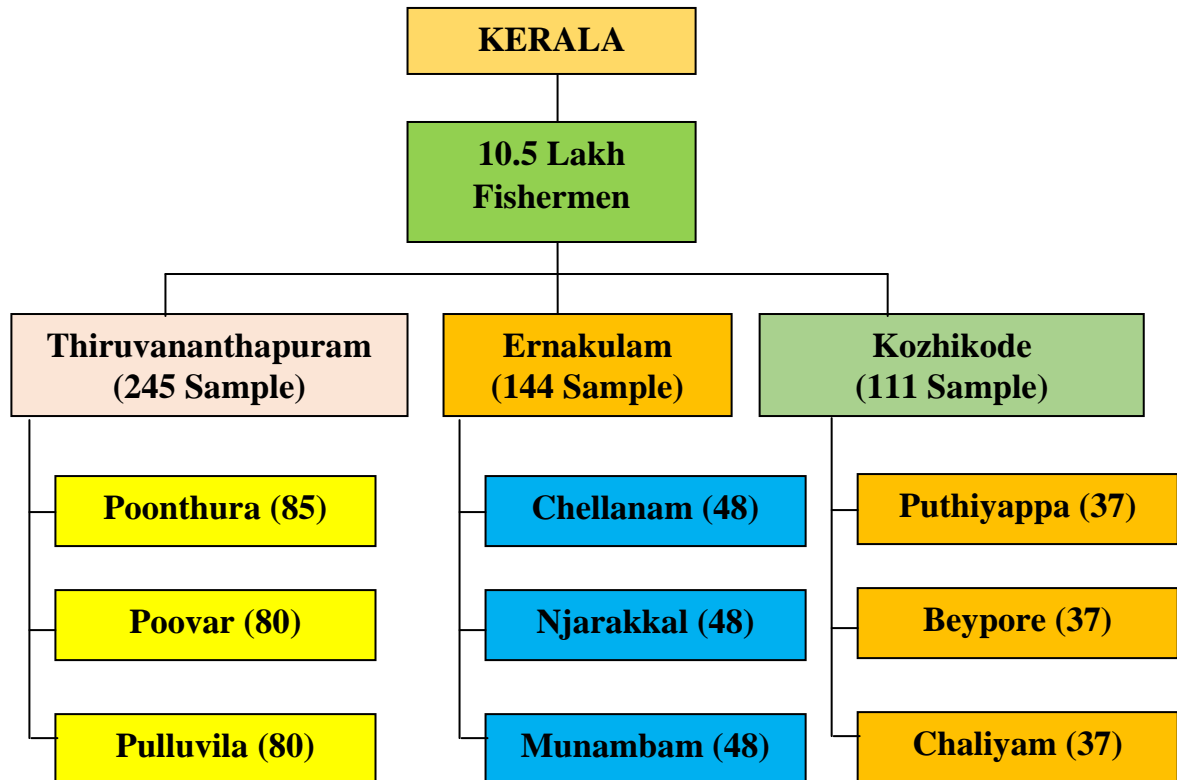 KERALA
10.5 Lakh
Fishermen
Thiruvananthapuram
(245 Sample)
Ernakulam
(144 Sample)
Kozhikode
(111 Sample)
Poonthura (85)
Chellanam (48)
Puthiyappa (37)
Poovar (80)
Njarakkal (48)
Beypore (37)
Pulluvila (80)
Munambam (48)
Chaliyam (37)